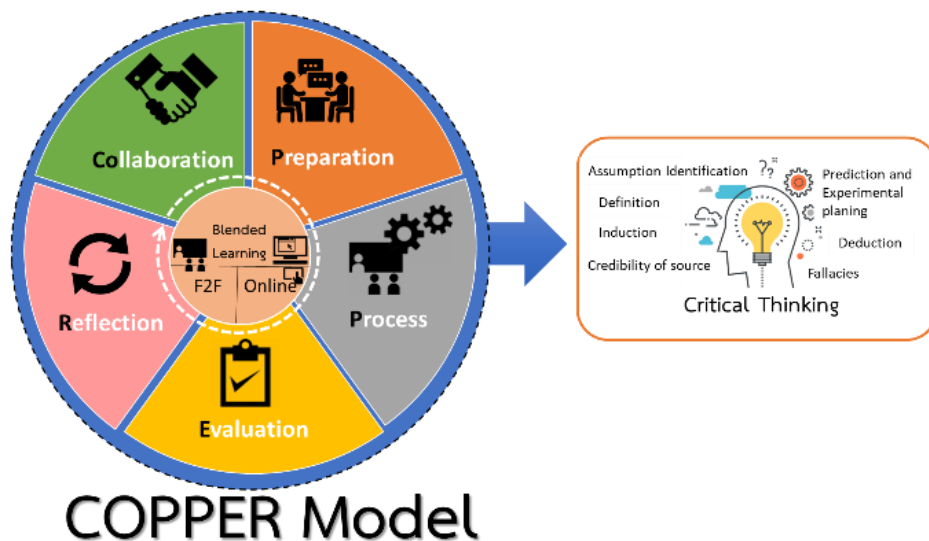 Collaboration
Preparation
Process
Evaluation
Reflection
Blended
Learning
F2F
Online
COPPER Model
Assumption Identification
Definition
Induction
Credibility of source
??
Prediction and
Experimental
planing
Deduction
Fallacies
Critical Thinking